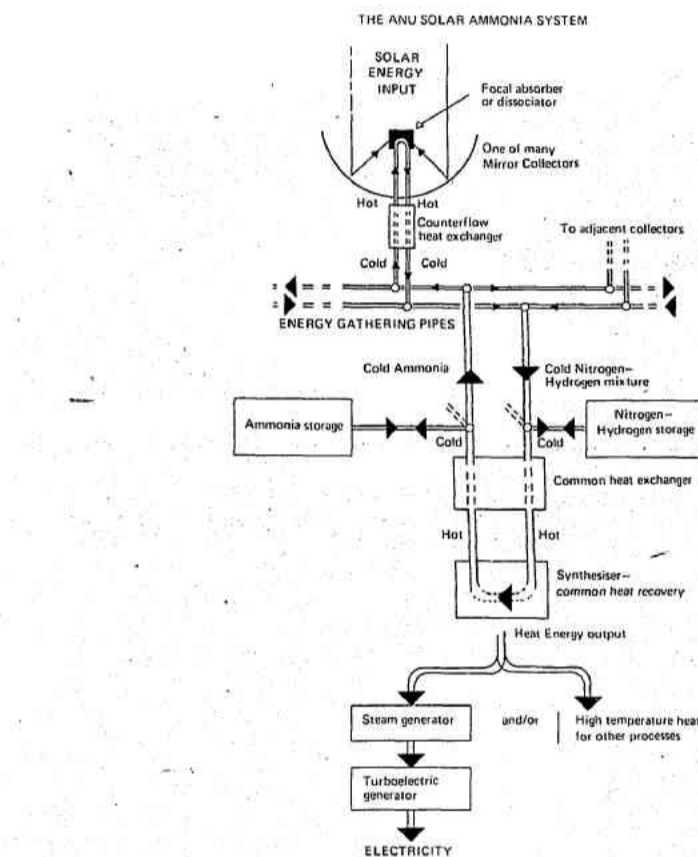 THE ANU SOLAR AMMONIA SYSTEM
SOLAR
ENERGY
INPUT
Focal absorber
or dissociator
One of many
Mirror Collectors
Hot
Hot
Counterflow
heat exchanger
To adjacent collectors
Cold
Cold
ENERGY GATHERING PIPES
Cold Ammonia
Cold Nitrogen–
Hydrogen mixture
Ammonia storage
Cold
Cold
Nitrogen–
Hydrogen storage
Common heat exchanger
Hot
Hot
Synthesiser–
common heat recovery
Heat Energy output
Steam generator
and/or
High temperature heat
for other processes
Turboelectric
generator
ELECTRICITY